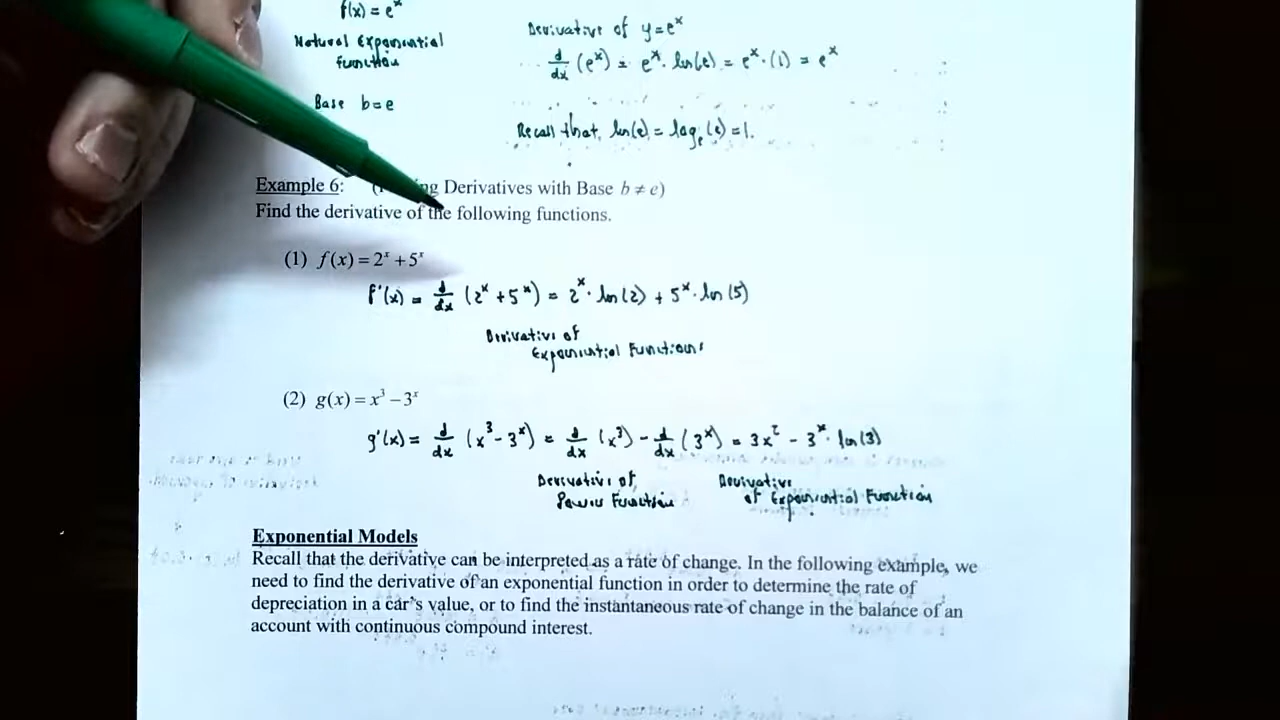 f(x) = e^x
Natural Exponential
Function
Base b = e
Derivative of y = e^x
d/dx (e^x) = e^x · ln(e) = e^x · (1) = e^x
Recall that, ln(e) = log_e(e) = 1.
Example 6: Derivatives with Base b ≠ e)
Find the derivative of the following functions.
(1) f(x) = 2^x + 5^x
f'(x) = d/dx (2^x + 5^x) = 2^x · ln(2) + 5^x · ln(5)
Derivative of
Exponential Functions
(2) g(x) = x^3 − 3^x
g'(x) = d/dx (x^3 − 3^x) = d/dx (x^3) − d/dx (3^x) = 3x^2 − 3^x · ln(3)
Derivative of
Power Function
Derivative
of Exponential Function
Exponential Models
Recall that the derivative can be interpreted as a rate of change. In the following example, we
need to find the derivative of an exponential function in order to determine the rate of
depreciation in a car's value, or to find the instantaneous rate of change in the balance of an
account with continuous compound interest.